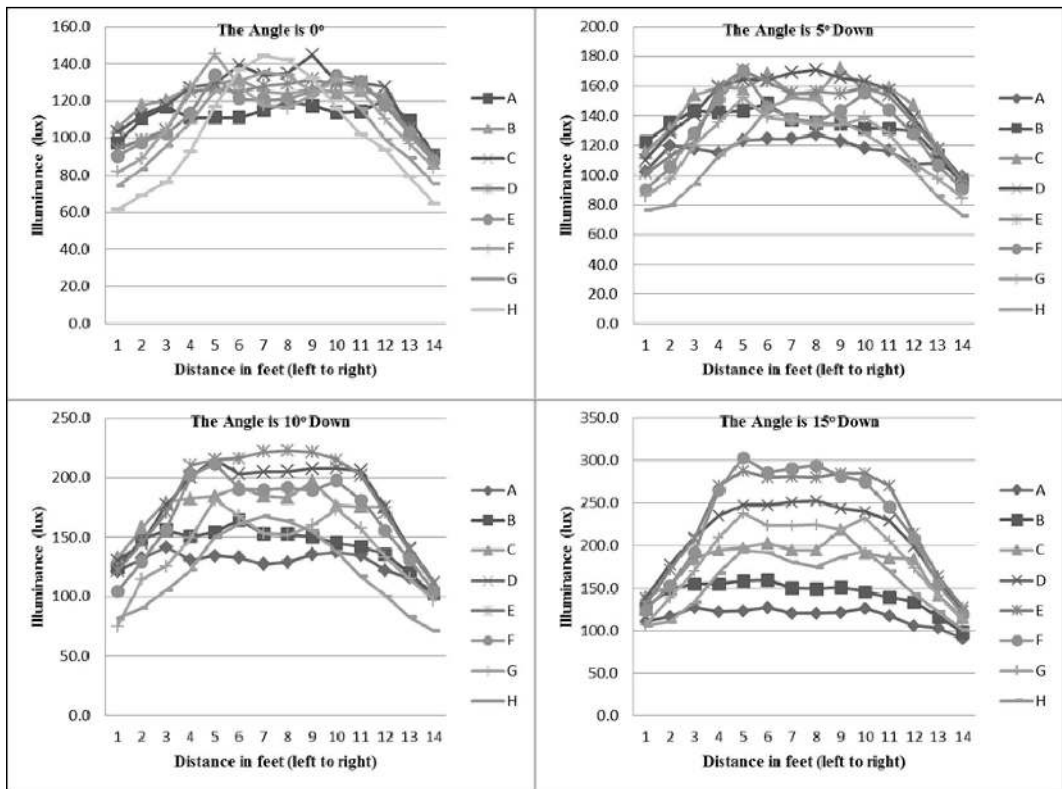 The Angle is 0°
160.0
140.0
120.0
100.0
80.0
60.0
40.0
20.0
0.0
Illuminance (lux)
1 2 3 4 5 6 7 8 9 10 11 12 13 14
Distance in feet (left to right)
A
B
C
D
E
F
G
H
The Angle is 5° Down
200.0
180.0
160.0
140.0
120.0
100.0
80.0
60.0
40.0
20.0
0.0
Illuminance (lux)
1 2 3 4 5 6 7 8 9 10 11 12 13 14
Distance in feet (left to right)
A
B
C
D
E
F
G
H
The Angle is 10° Down
250.0
200.0
150.0
100.0
50.0
0.0
Illuminance (lux)
1 2 3 4 5 6 7 8 9 10 11 12 13 14
Distance in feet (left to right)
A
B
C
D
E
F
G
H
The Angle is 15° Down
350.0
300.0
250.0
200.0
150.0
100.0
50.0
0.0
Illuminance (lux)
1 2 3 4 5 6 7 8 9 10 11 12 13 14
Distance in feet (left to right)
A
B
C
D
E
F
G
H